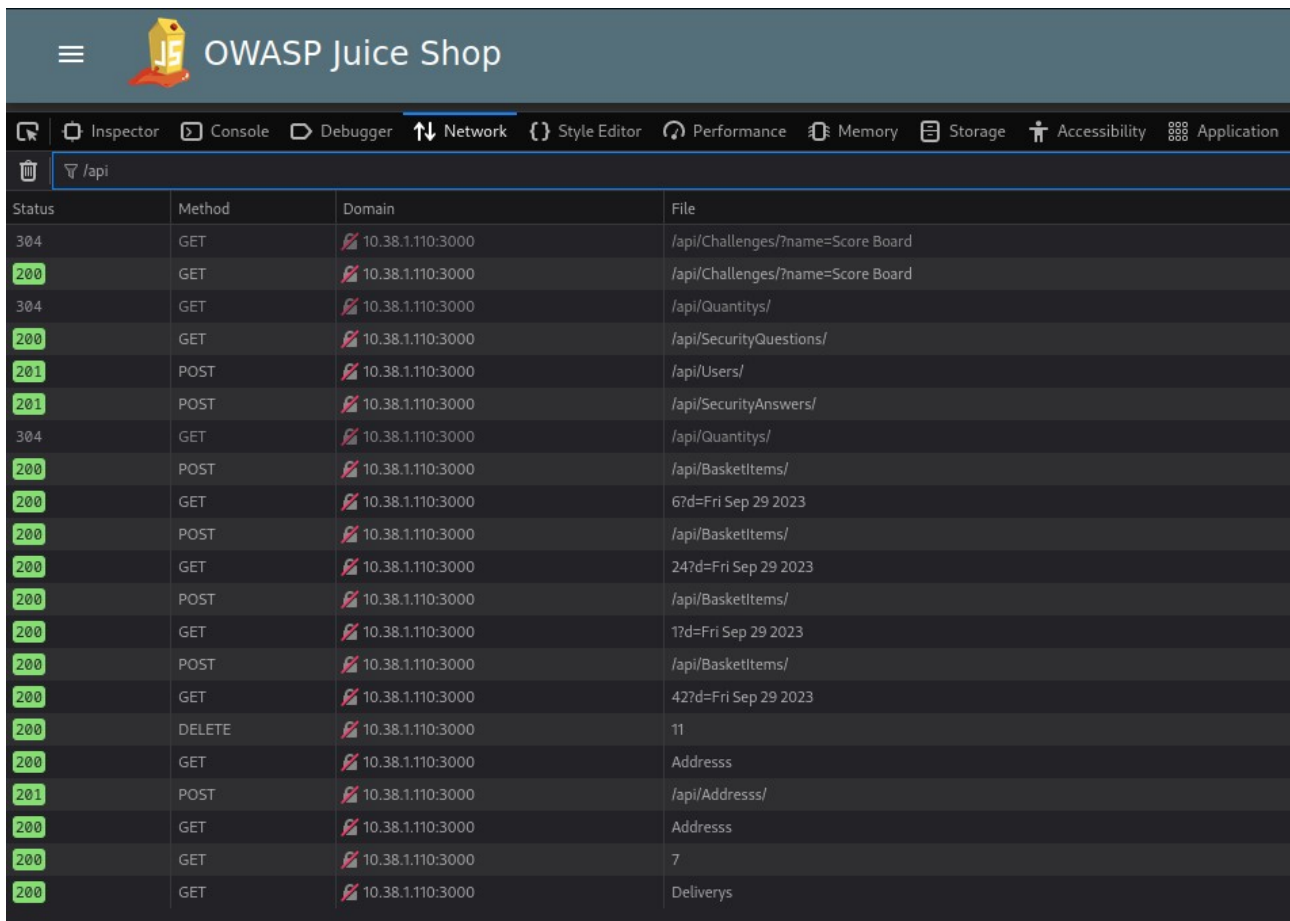 JS OWASP Juice Shop
Inspector Console Debugger Network Style Editor Performance Memory Storage Accessibility Application
/api
Status Method Domain File
304 GET 10.38.1.110:3000 /api/Challenges/?name=Score Board
200 GET 10.38.1.110:3000 /api/Challenges/?name=Score Board
304 GET 10.38.1.110:3000 /api/Quantitys/
200 GET 10.38.1.110:3000 /api/SecurityQuestions/
201 POST 10.38.1.110:3000 /api/Users/
201 POST 10.38.1.110:3000 /api/SecurityAnswers/
304 GET 10.38.1.110:3000 /api/Quantitys/
200 POST 10.38.1.110:3000 /api/BasketItems/
200 GET 10.38.1.110:3000 6?d=Fri Sep 29 2023
200 POST 10.38.1.110:3000 /api/BasketItems/
200 GET 10.38.1.110:3000 24?d=Fri Sep 29 2023
200 POST 10.38.1.110:3000 /api/BasketItems/
200 GET 10.38.1.110:3000 1?d=Fri Sep 29 2023
200 POST 10.38.1.110:3000 /api/BasketItems/
200 GET 10.38.1.110:3000 42?d=Fri Sep 29 2023
200 DELETE 10.38.1.110:3000 11
200 GET 10.38.1.110:3000 Addresss
201 POST 10.38.1.110:3000 /api/Addresss/
200 GET 10.38.1.110:3000 Addresss
200 GET 10.38.1.110:3000 7
200 GET 10.38.1.110:3000 Deliverys